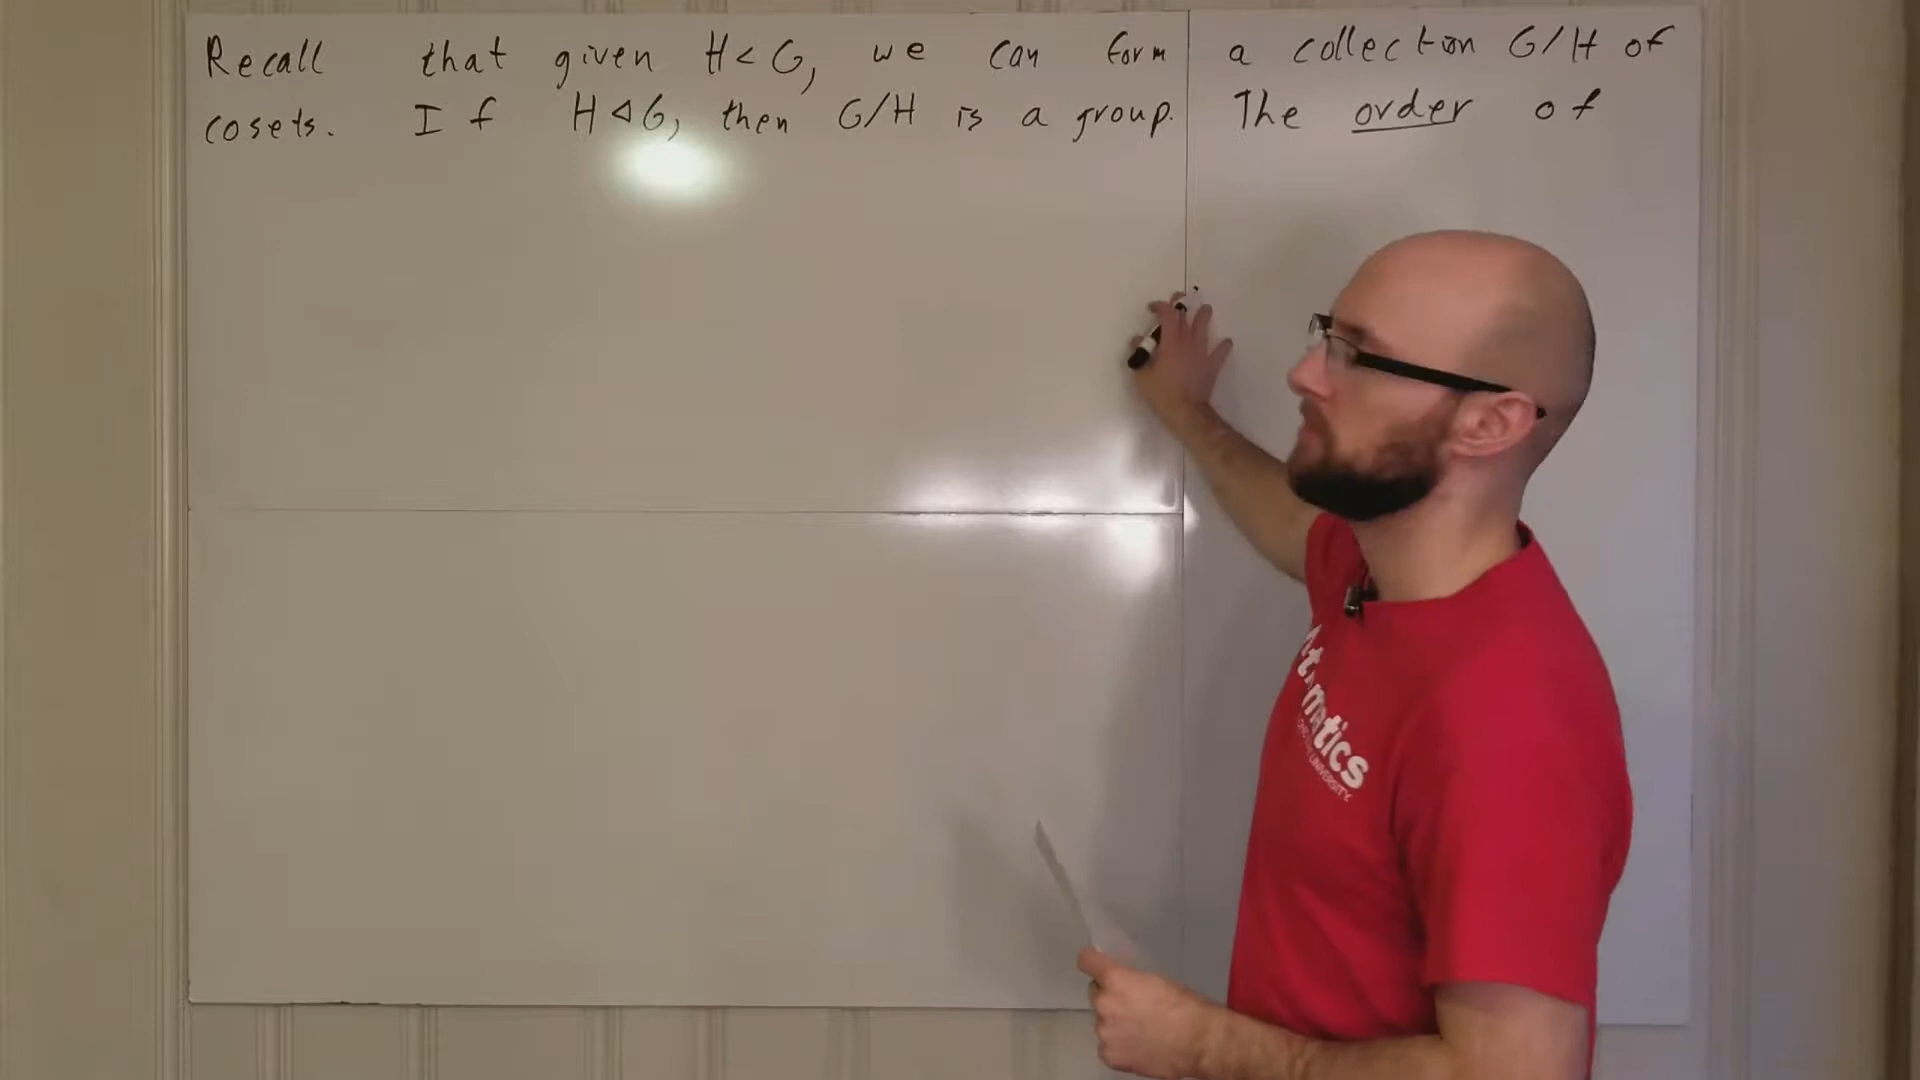 Recall that given H < G, we can form a collection G/H of
cosets. If H ⊲ G, then G/H is a group. The order of